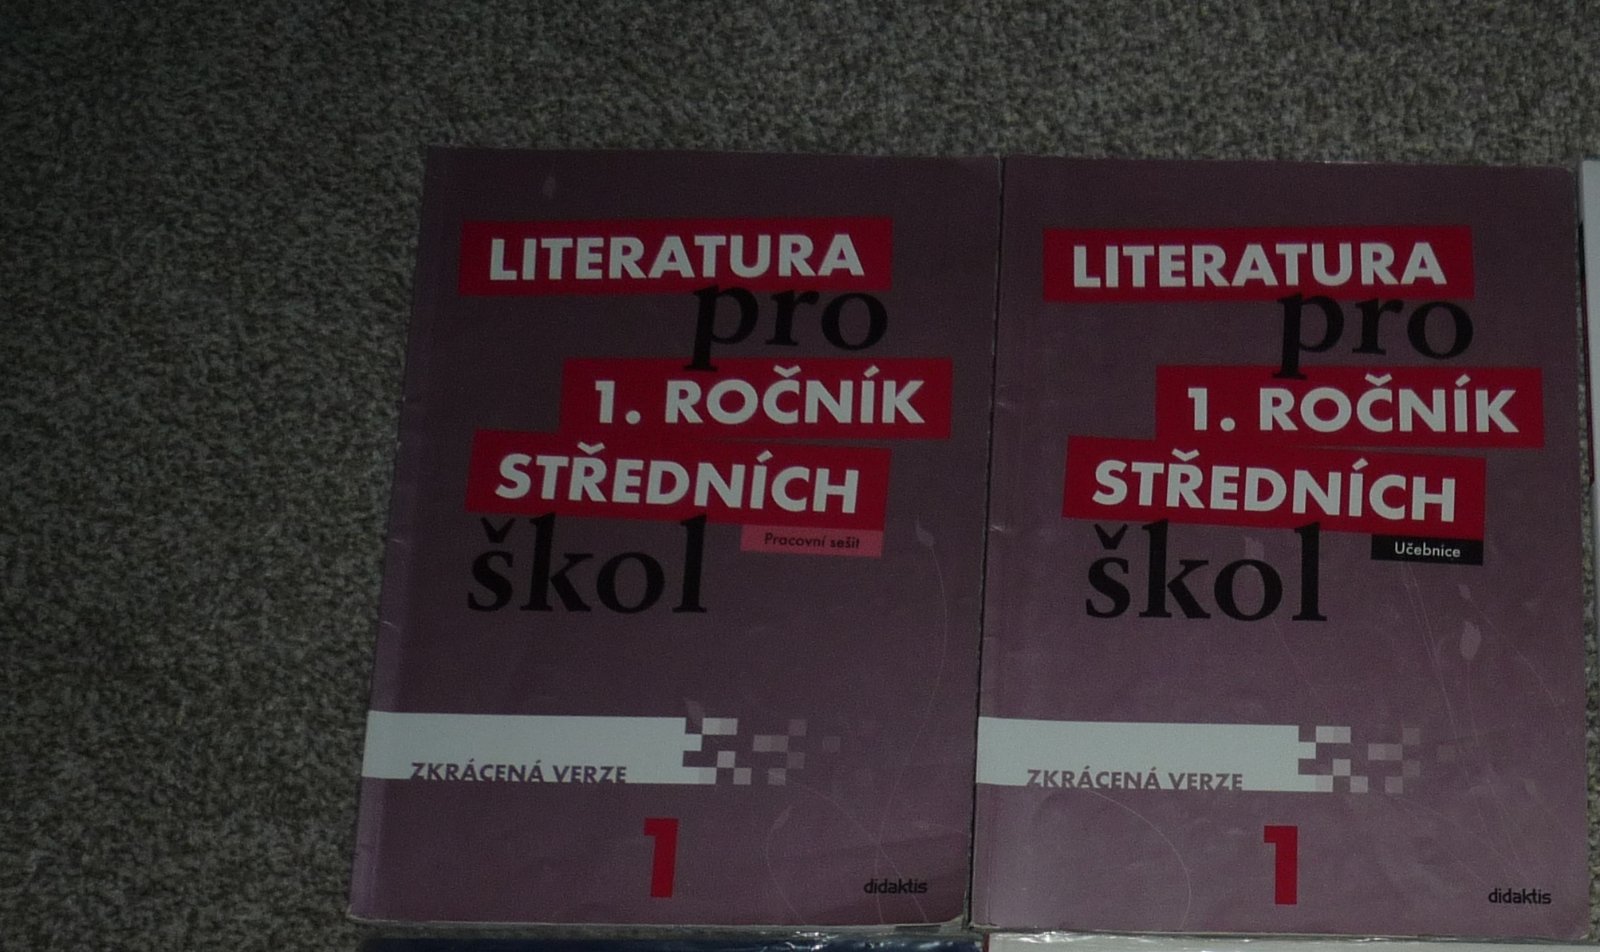 LITERATURA
pro
1. ROČNÍK
STŘEDNÍCH
Pracovní sešit
škol
ZKRÁCENÁ VERZE
1
didaktis
LITERATURA
pro
1. ROČNÍK
STŘEDNÍCH
Učebnice
škol
ZKRÁCENÁ VERZE
1
didaktis